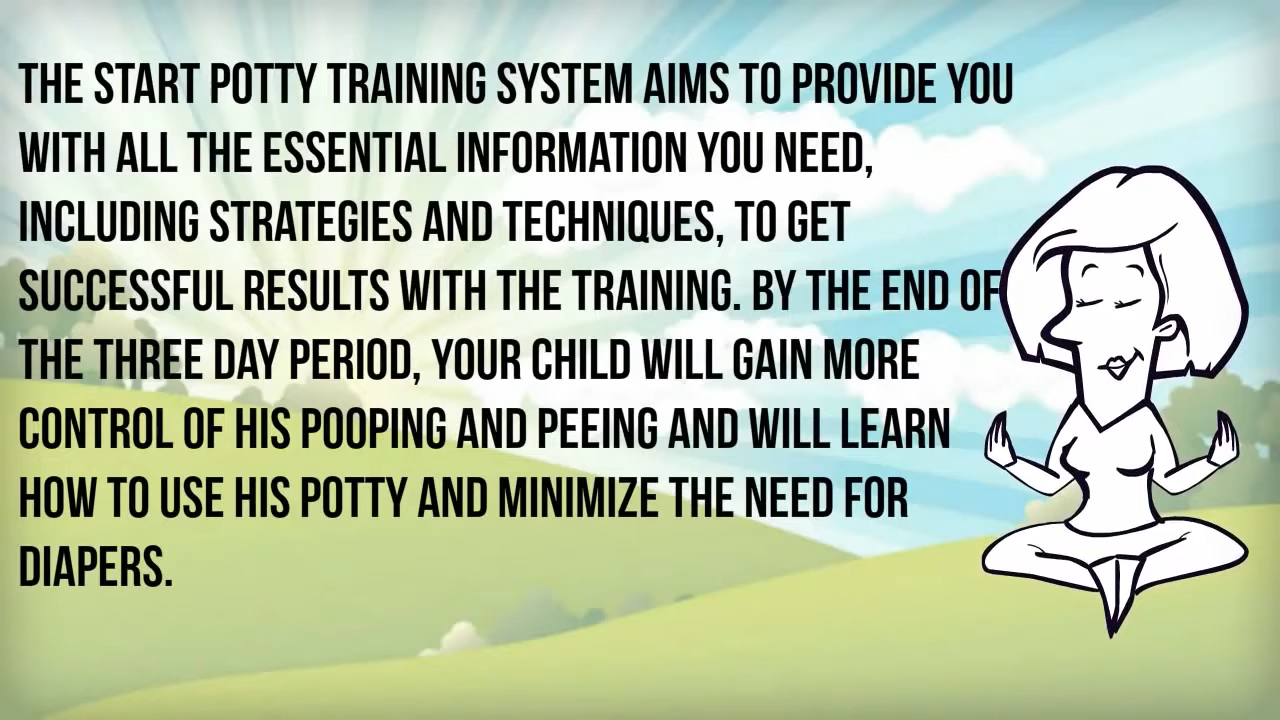 THE START POTTY TRAINING SYSTEM AIMS TO PROVIDE YOU
WITH ALL THE ESSENTIAL INFORMATION YOU NEED,
INCLUDING STRATEGIES AND TECHNIQUES, TO GET
SUCCESSFUL RESULTS WITH THE TRAINING. BY THE END OF
THE THREE DAY PERIOD, YOUR CHILD WILL GAIN MORE
CONTROL OF HIS POOPING AND PEEING AND WILL LEARN
HOW TO USE HIS POTTY AND MINIMIZE THE NEED FOR
DIAPERS.